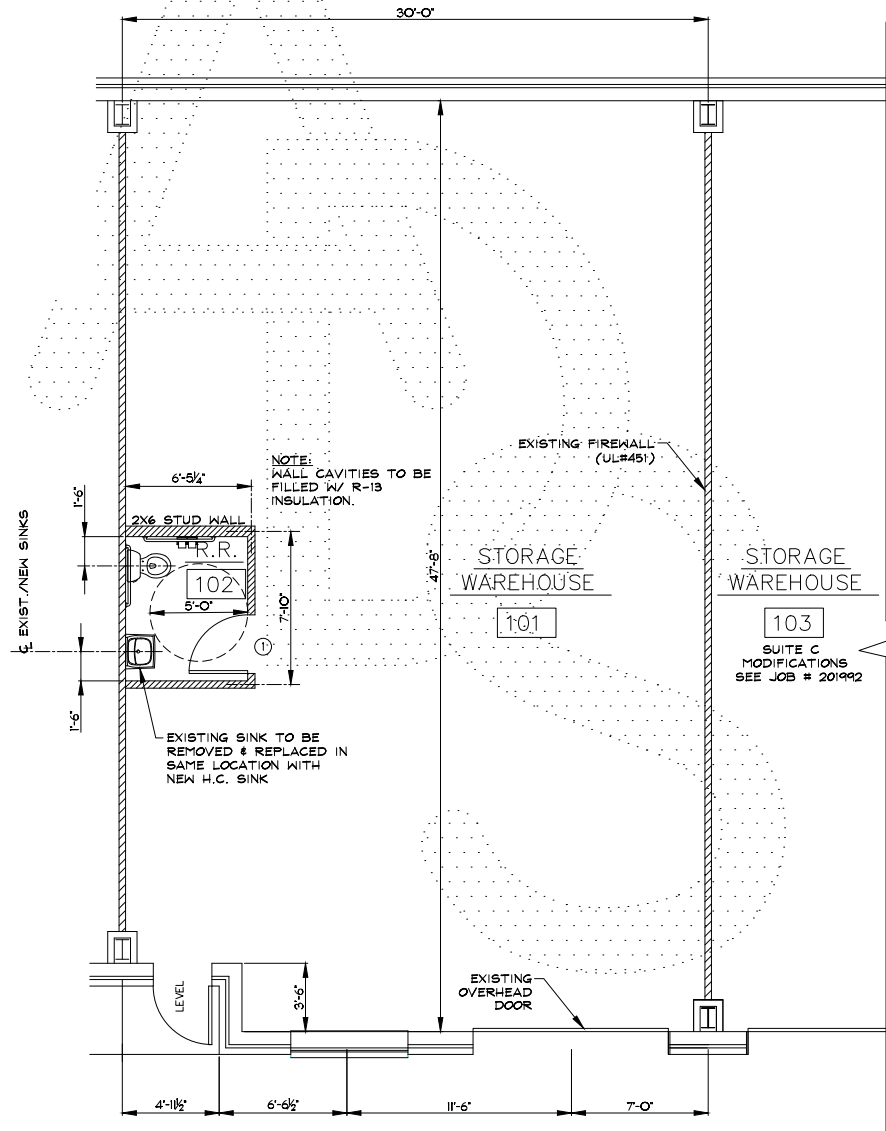 30'-0"
EXISTING FIREWALL
(UL#451)
NOTE:
WALL CAVITIES TO BE
FILLED W/ R-13
INSULATION.
6'-5¼"
1'-6"
2X6 STUD WALL
R.R.
102
5'-0"
7'-10"
1
℄ EXIST./NEW SINKS
1'-6"
47'-8"
STORAGE
WAREHOUSE
101
STORAGE
WAREHOUSE
103
SUITE C
MODIFICATIONS
SEE JOB # 201992
EXISTING SINK TO BE
REMOVED & REPLACED IN
SAME LOCATION WITH
NEW H.C. SINK
LEVEL
3'-6"
EXISTING
OVERHEAD
DOOR
4'-11½"
6'-6½"
11'-6"
7'-0"